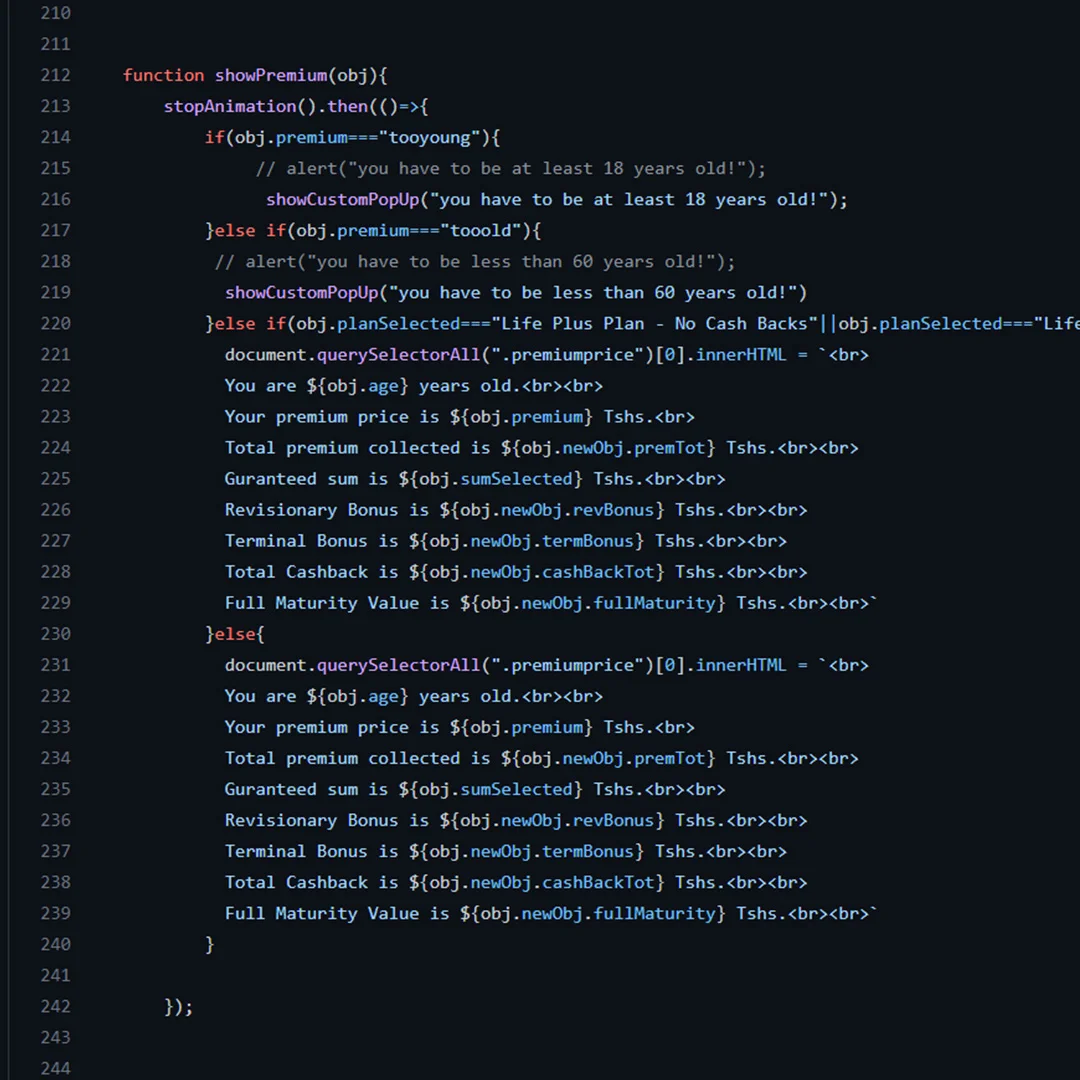 210
211
212 function showPremium(obj){
213 stopAnimation().then(()=>{
214 if(obj.premium==="tooyoung"){
215 // alert("you have to be at least 18 years old!");
216 showCustomPopUp("you have to be at least 18 years old!");
217 }else if(obj.premium==="tooold"){
218 // alert("you have to be less than 60 years old!");
219 showCustomPopUp("you have to be less than 60 years old!")
220 }else if(obj.planSelected==="Life Plus Plan - No Cash Backs"||obj.planSelected==="Life
221 document.querySelectorAll(".premiumprice")[0].innerHTML = `<br>
222 You are ${obj.age} years old.<br><br>
223 Your premium price is ${obj.premium} Tshs.<br>
224 Total premium collected is ${obj.newObj.premTot} Tshs.<br><br>
225 Guranteed sum is ${obj.sumSelected} Tshs.<br><br>
226 Revisionary Bonus is ${obj.newObj.revBonus} Tshs.<br><br>
227 Terminal Bonus is ${obj.newObj.termBonus} Tshs.<br><br>
228 Total Cashback is ${obj.newObj.cashBackTot} Tshs.<br><br>
229 Full Maturity Value is ${obj.newObj.fullMaturity} Tshs.<br><br>`
230 }else{
231 document.querySelectorAll(".premiumprice")[0].innerHTML = `<br>
232 You are ${obj.age} years old.<br><br>
233 Your premium price is ${obj.premium} Tshs.<br>
234 Total premium collected is ${obj.newObj.premTot} Tshs.<br><br>
235 Guranteed sum is ${obj.sumSelected} Tshs.<br><br>
236 Revisionary Bonus is ${obj.newObj.revBonus} Tshs.<br><br>
237 Terminal Bonus is ${obj.newObj.termBonus} Tshs.<br><br>
238 Total Cashback is ${obj.newObj.cashBackTot} Tshs.<br><br>
239 Full Maturity Value is ${obj.newObj.fullMaturity} Tshs.<br><br>`
240 }
241
242 });
243
244